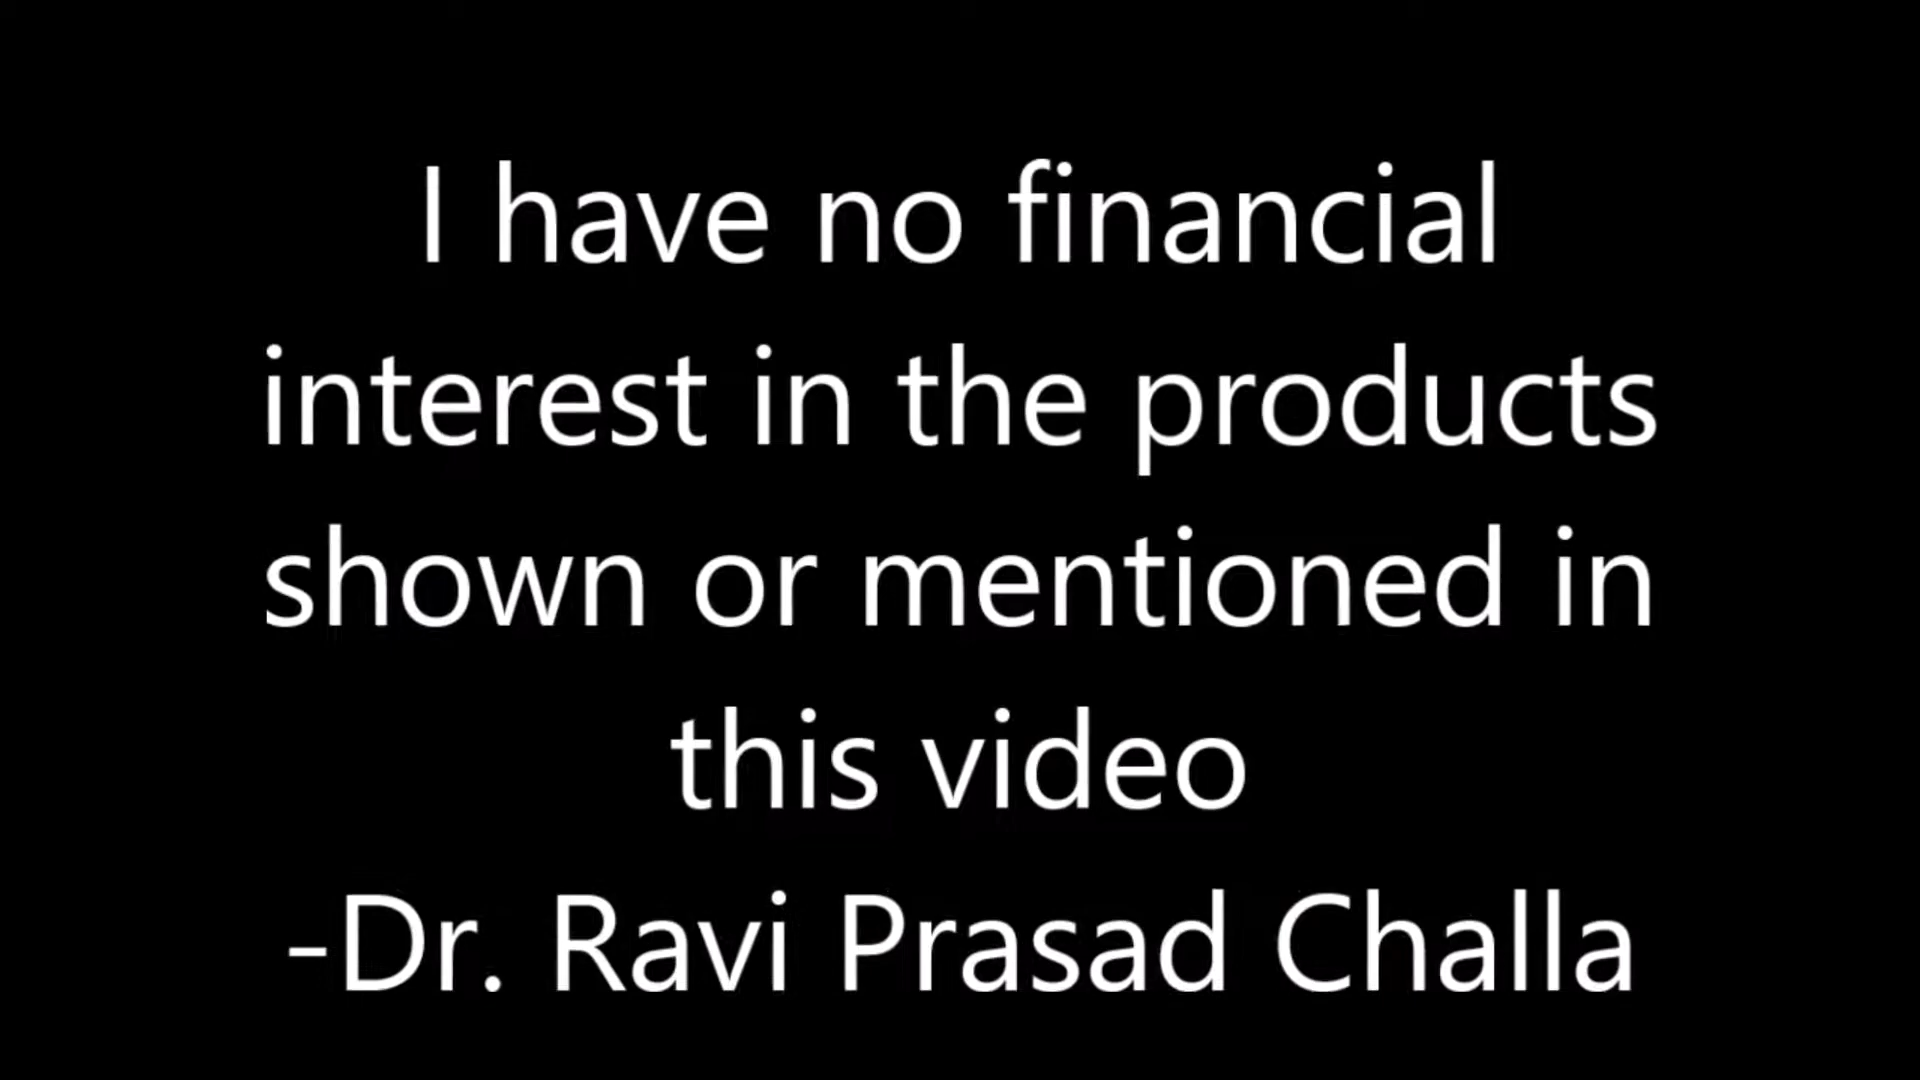 I have no financial
interest in the products
shown or mentioned in
this video
-Dr. Ravi Prasad Challa